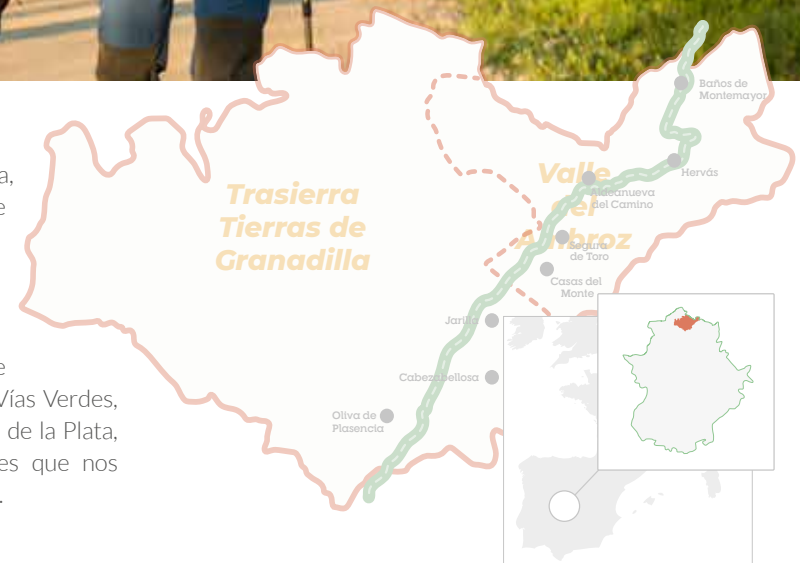 a,
e
e
Vías Verdes,
de la Plata,
es que nos
.
Trasierra
Tierras de
Granadilla
Valle
del
Ambroz
Baños de
Montemayor
Hervás
Aldeanueva
del Camino
Segura
de Toro
Casas del
Monte
Jarilla
Cabezabellosa
Oliva de
Plasencia